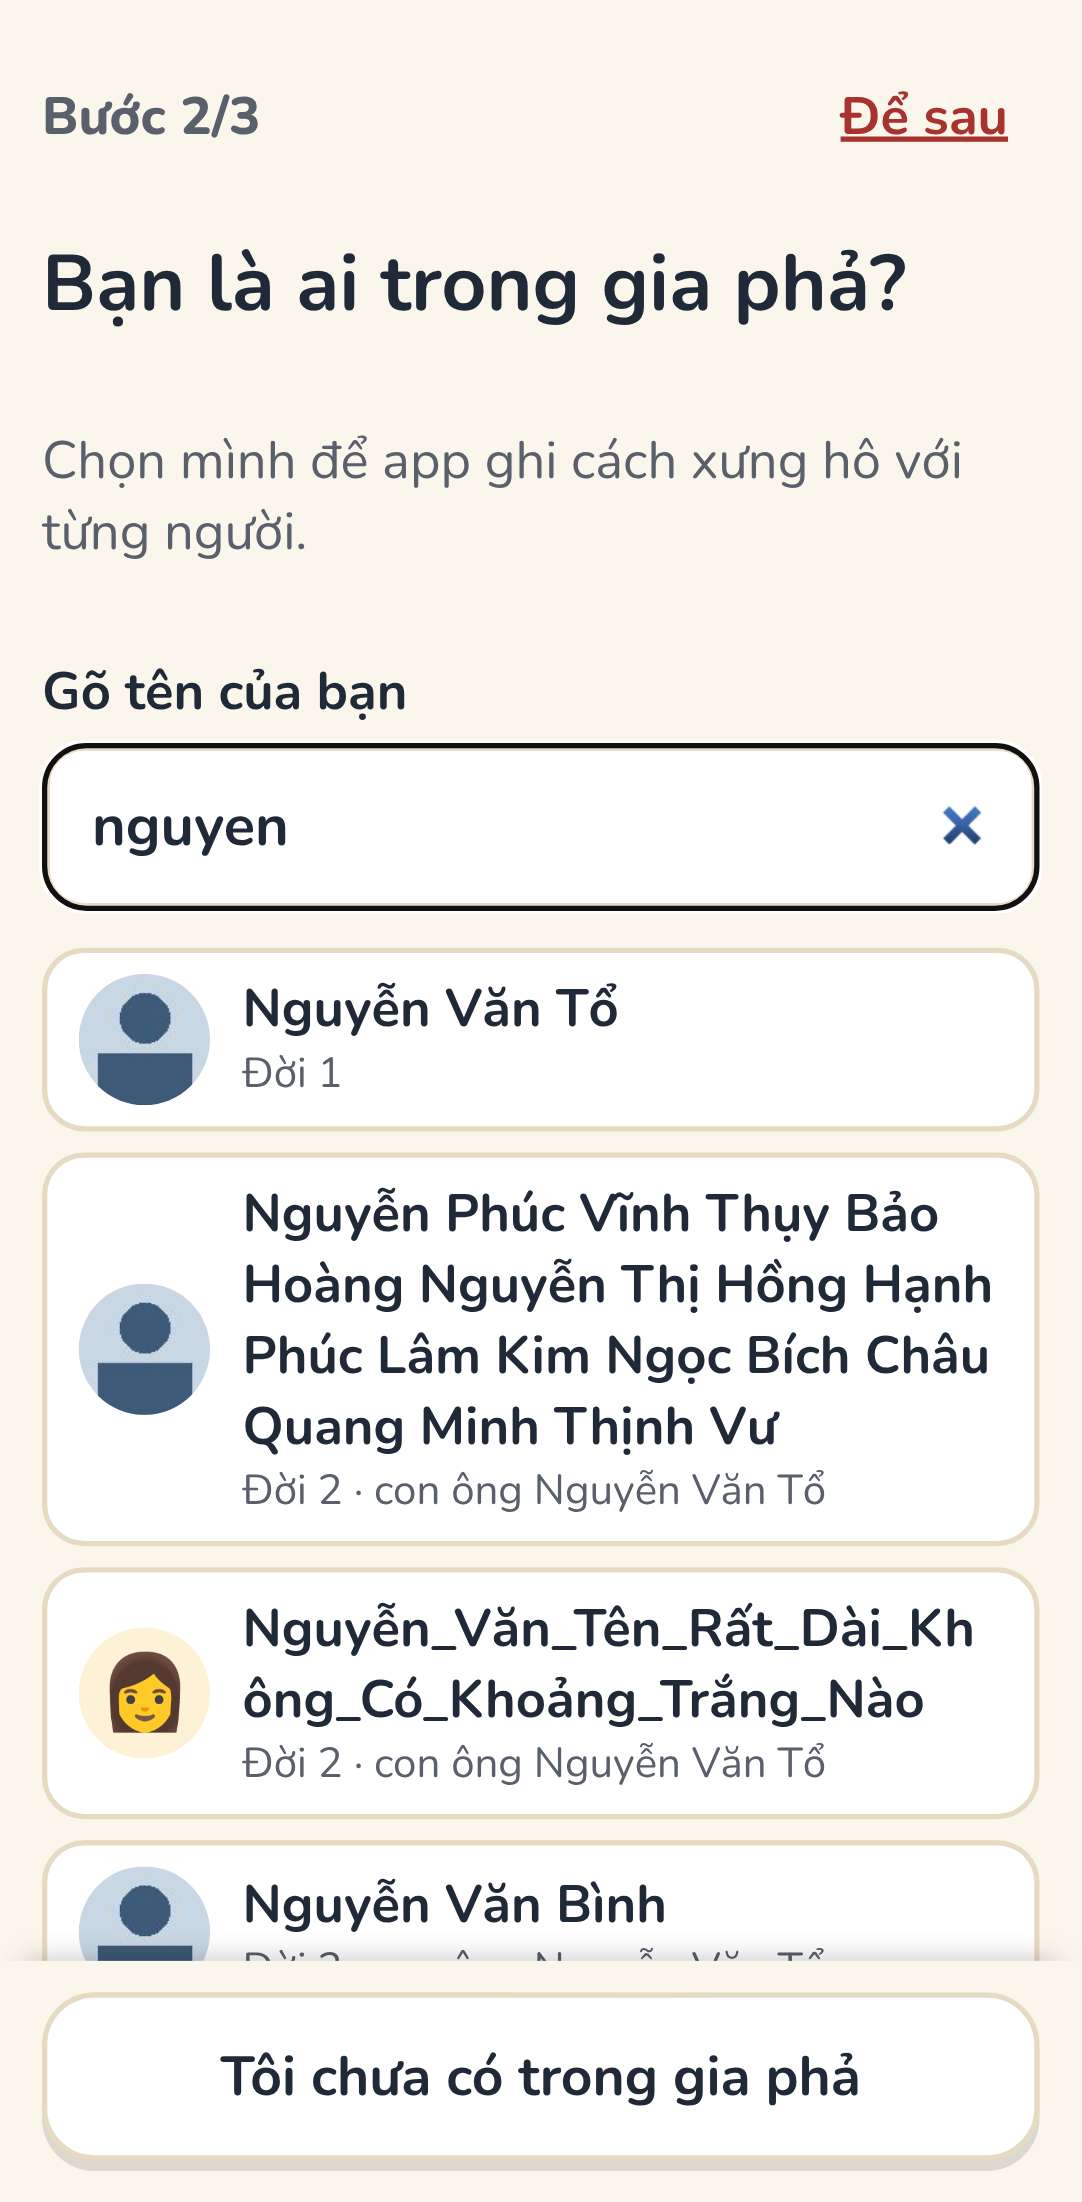 Bước 2/3
Để sau
Bạn là ai trong gia phả?
Chọn mình để app ghi cách xưng hô với
từng người.
Gõ tên của bạn
nguyen
Nguyễn Văn Tổ
Đời 1
Nguyễn Phúc Vĩnh Thụy Bảo
Hoàng Nguyễn Thị Hồng Hạnh
Phúc Lâm Kim Ngọc Bích Châu
Quang Minh Thịnh Vư
Đời 2 · con ông Nguyễn Văn Tổ
Nguyễn_Văn_Tên_Rất_Dài_Kh
ông_Có_Khoảng_Trắng_Nào
Đời 2 · con ông Nguyễn Văn Tổ
Nguyễn Văn Bình
Tôi chưa có trong gia phả